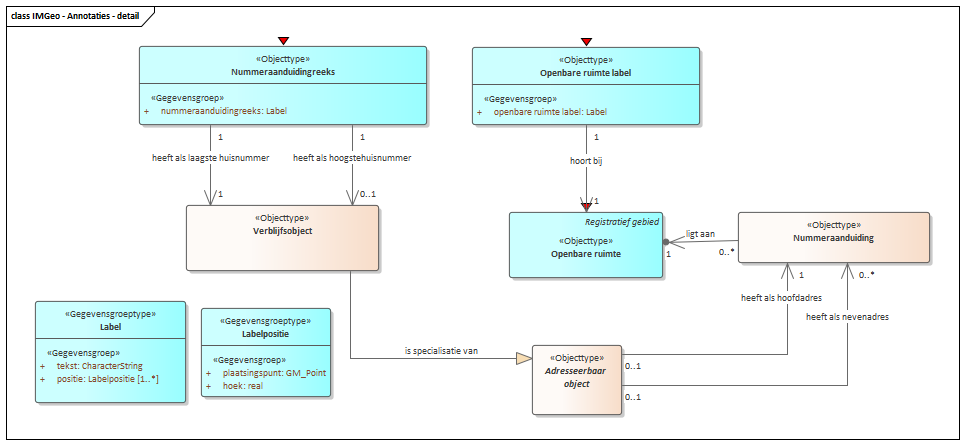 class IMGeo - Annotaties - detail
«Objecttype»
Nummeraanduidingreeks
«Gegevensgroep»
+ nummeraanduidingreeks: Label
«Objecttype»
Openbare ruimte label
«Gegevensgroep»
+ openbare ruimte label: Label
1
1
1
heeft als laagste huisnummer
heeft als hoogstehuisnummer
hoort bij
1
0..1
1
«Objecttype»
Verblijfsobject
Registratief gebied
«Objecttype»
Openbare ruimte
ligt aan
1
0..*
«Objecttype»
Nummeraanduiding
1
0..*
heeft als hoofdadres
heeft als nevenadres
«Gegevensgroeptype»
Label
«Gegevensgroep»
+ tekst: CharacterString
+ positie: Labelpositie [1..*]
«Gegevensgroeptype»
Labelpositie
«Gegevensgroep»
+ plaatsingspunt: GM_Point
+ hoek: real
is specialisatie van
«Objecttype»
Adresseerbaar
object
0..1
0..1